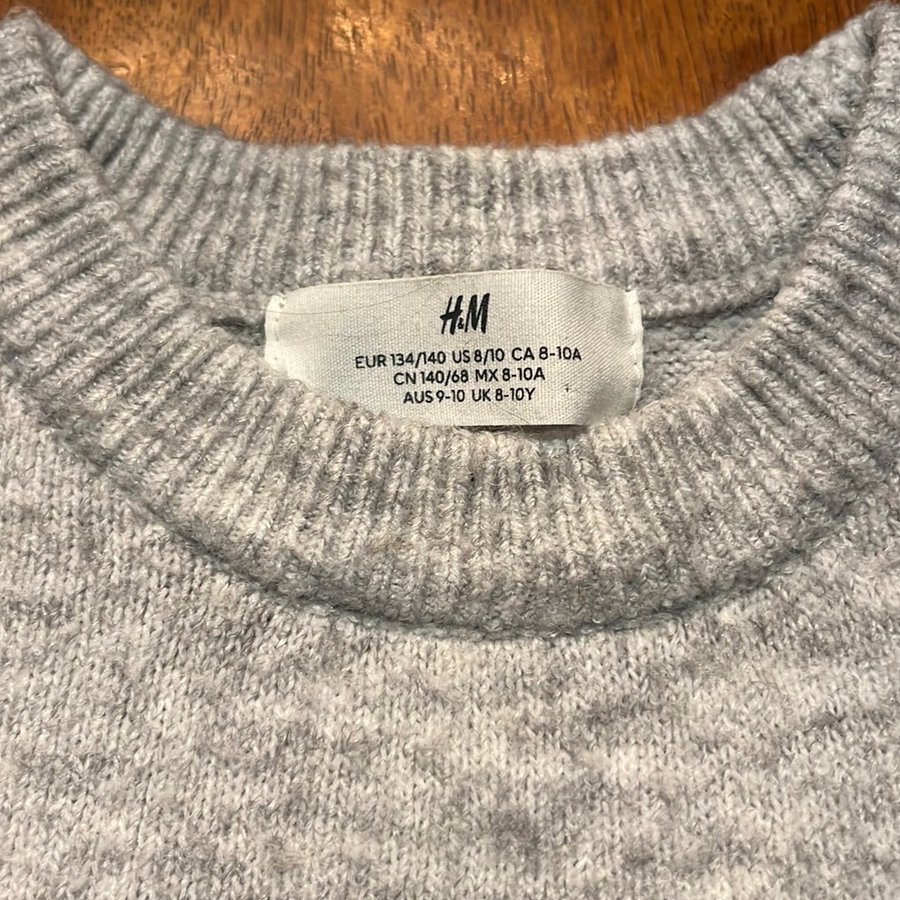 H&M
EUR 134/140 US 8/10 CA 8-10A
CN 140/68 MX 8-10A
AUS 9-10 UK 8-10Y